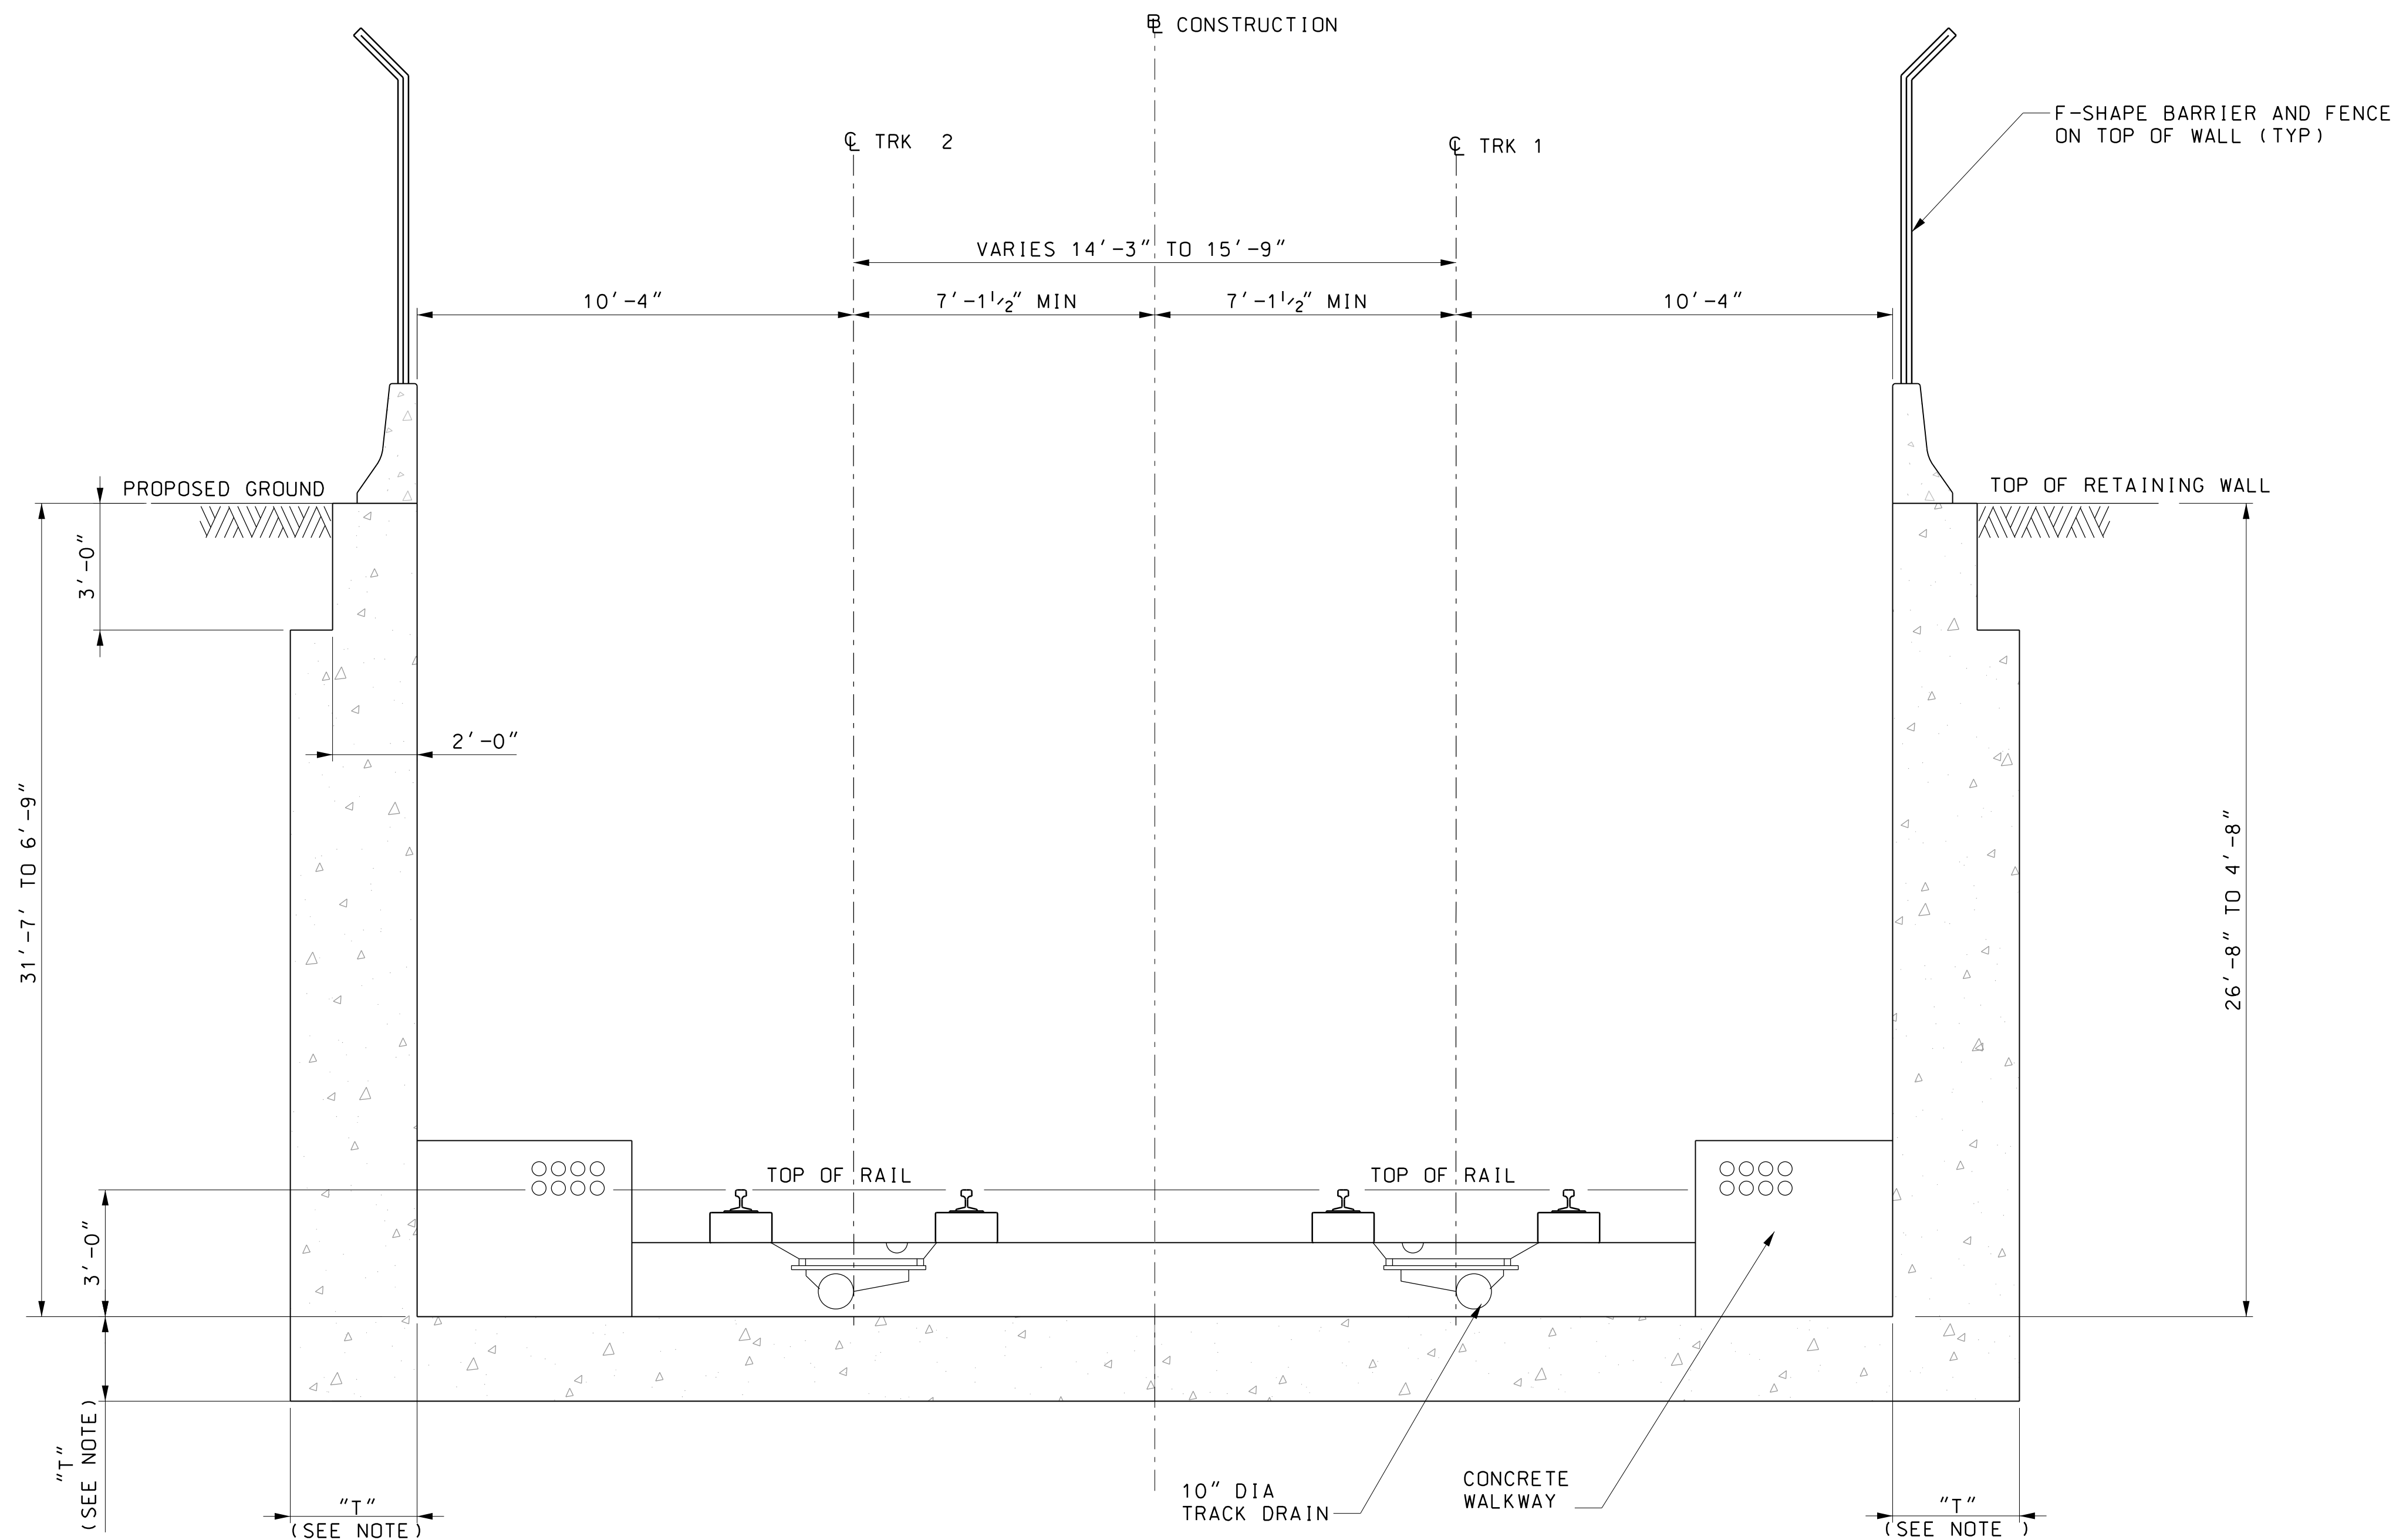 ℄ CONSTRUCTION
F-SHAPE BARRIER AND FENCE
ON TOP OF WALL (TYP)
℄ TRK 2
℄ TRK 1
VARIES 14'-3" TO 15'-9"
10'-4"
7'-1½" MIN
7'-1½" MIN
10'-4"
PROPOSED GROUND
TOP OF RETAINING WALL
3'-0"
2'-0"
31'-7' TO 6'-9"
26'-8" TO 4'-8"
TOP OF RAIL
TOP OF RAIL
3'-0"
"T"
(SEE NOTE)
"T"
(SEE NOTE)
10" DIA
TRACK DRAIN
CONCRETE
WALKWAY
"T"
(SEE NOTE )